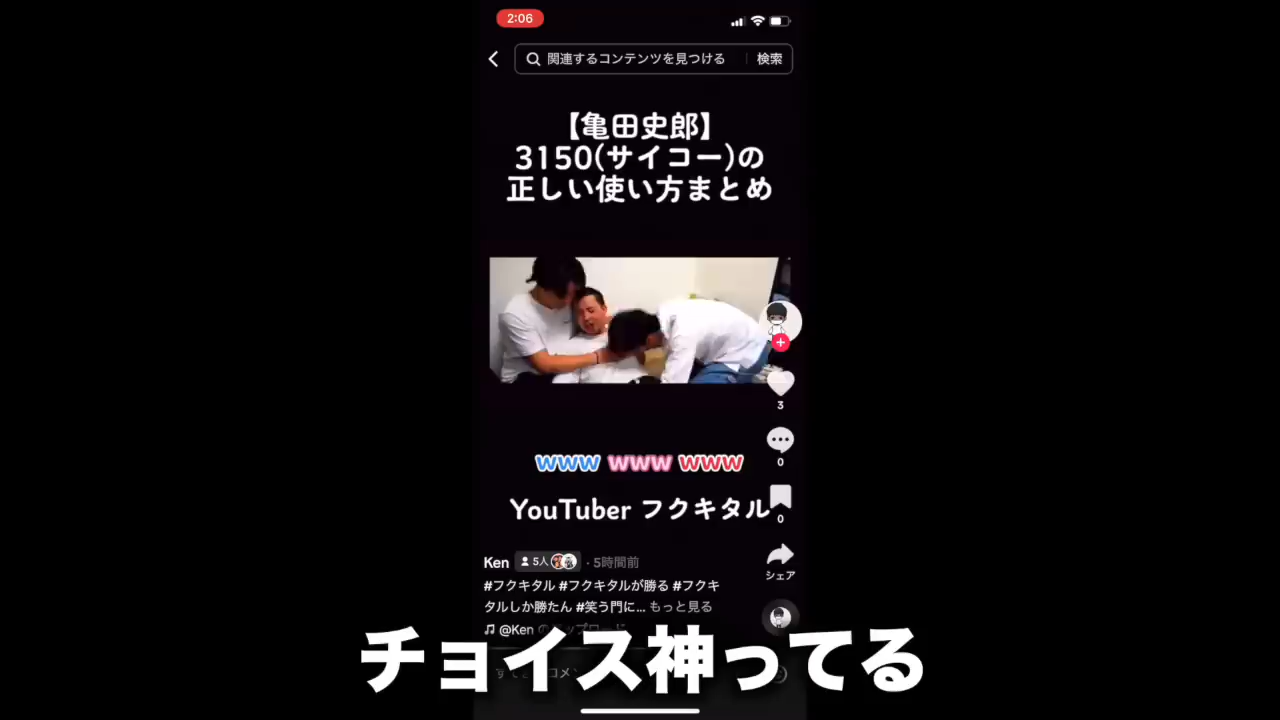 2:06
関連するコンテンツを見つける 検索
【亀田史郎】
3150(サイコー)の
正しい使い方まとめ
www www www
YouTuber フクキタル
3
0
0
シェア
Ken 5人 · 5時間前
#フクキタル #フクキタルが勝る #フクキ
タルしか勝たん #笑う門に... もっと見る
@Ken の
チョイス神ってる